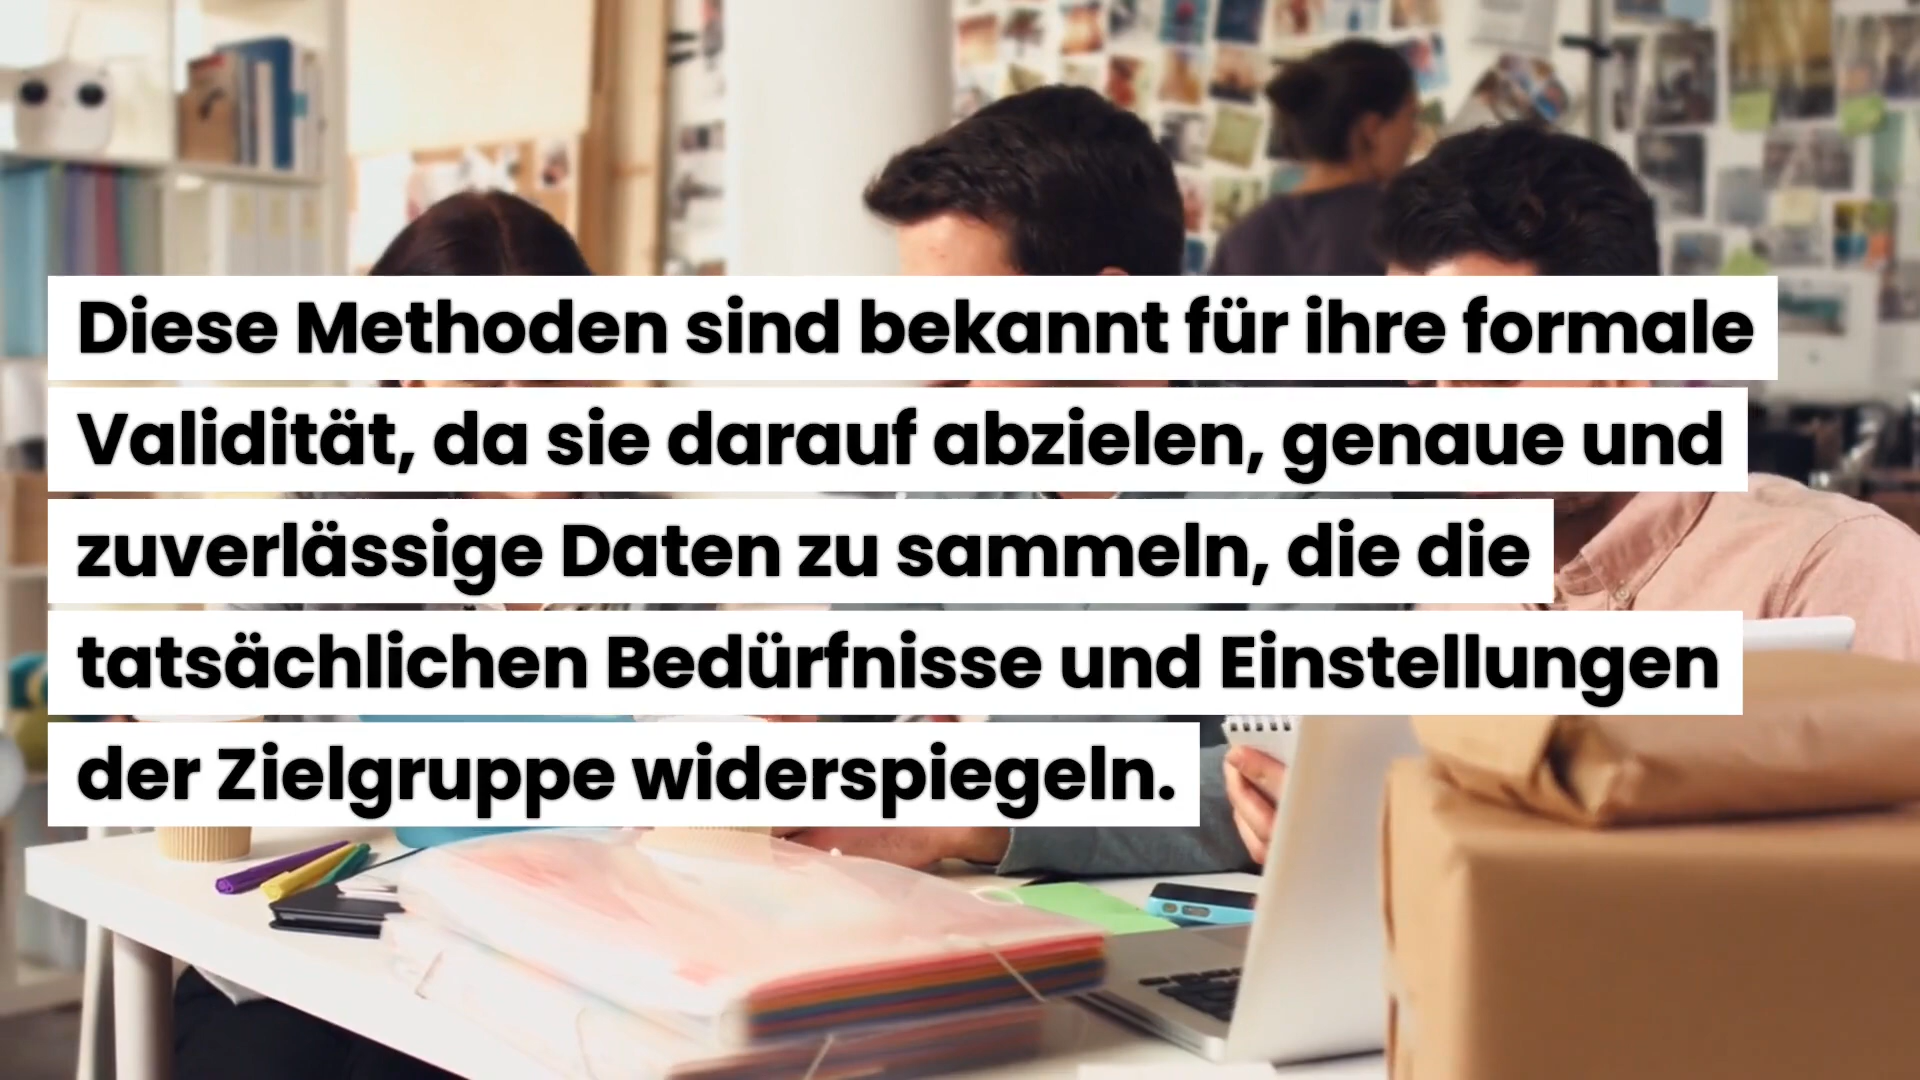 Diese Methoden sind bekannt für ihre formale
Validität, da sie darauf abzielen, genaue und
zuverlässige Daten zu sammeln, die die
tatsächlichen Bedürfnisse und Einstellungen
der Zielgruppe widerspiegeln.